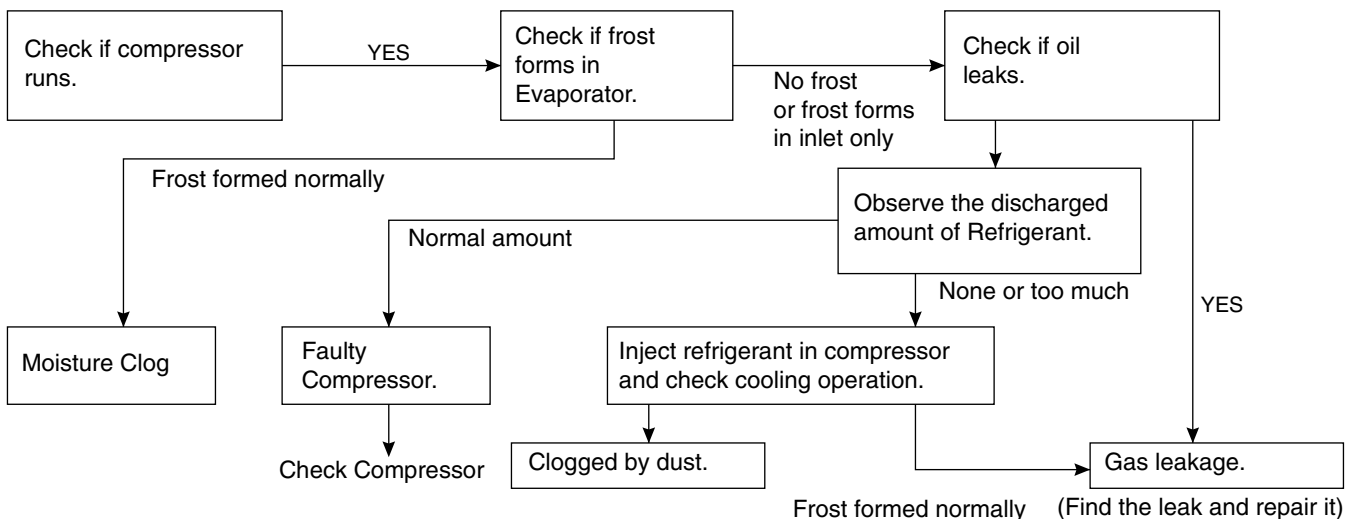 Check if compressor
runs.
YES
Check if frost
forms in
Evaporator.
No frost
or frost forms
in inlet only
Check if oil
leaks.
Frost formed normally
Observe the discharged
amount of Refrigerant.
Normal amount
None or too much
YES
Moisture Clog
Faulty
Compressor.
Inject refrigerant in compressor
and check cooling operation.
Check Compressor
Clogged by dust.
Gas leakage.
Frost formed normally
(Find the leak and repair it)